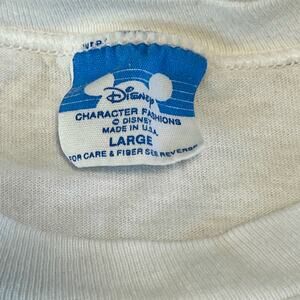 Disney
CHARACTER FASHIONS
© DISNEY
MADE IN U.S.A.
LARGE
FOR CARE & FIBER SEE REVERSE